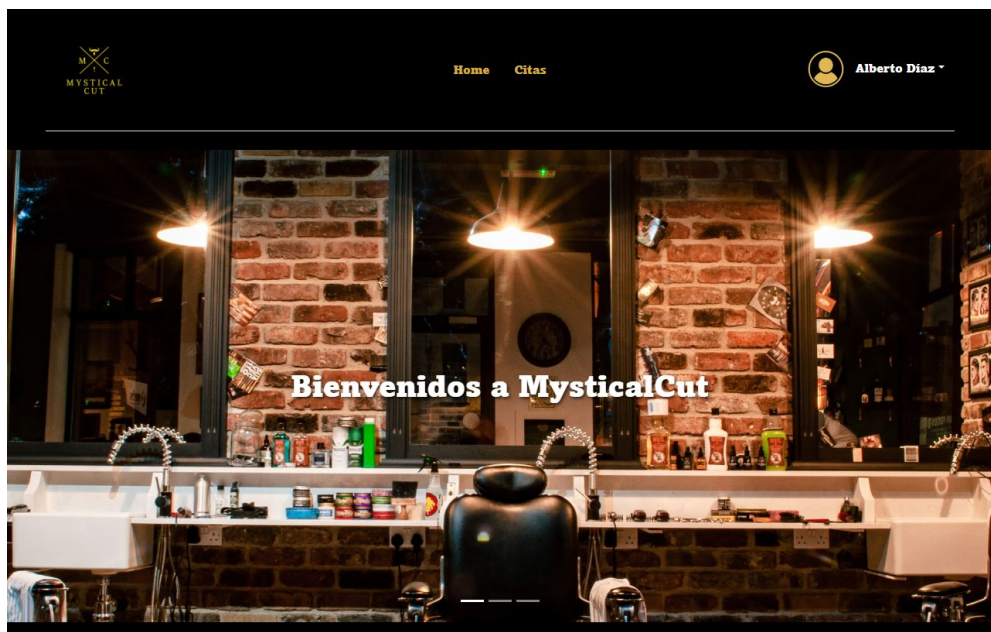 M C
MYSTICAL
CUT
Home Citas
Alberto Díaz
Bienvenidos a MysticalCut